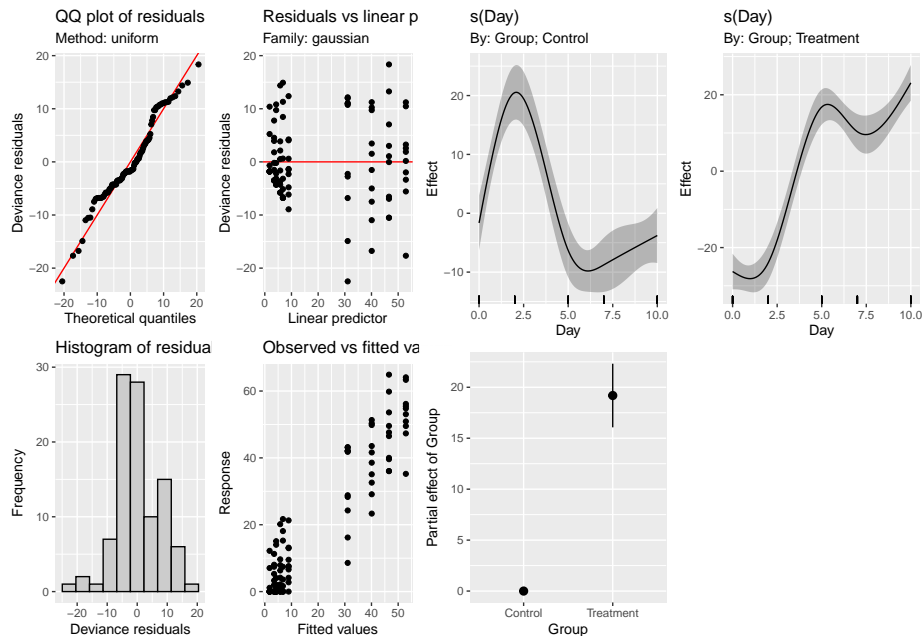 QQ plot of residuals
Method: uniform
20
10
0
−10
−20
Deviance residuals
−20
−10
0
10
20
Theoretical quantiles
Residuals vs linear p
Family: gaussian
20
10
0
−10
−20
Deviance residuals
0
10
20
30
40
50
Linear predictor
s(Day)
By: Group; Control
20
10
0
−10
Effect
0.0
2.5
5.0
7.5
10.0
Day
s(Day)
By: Group; Treatment
20
0
−20
Effect
0.0
2.5
5.0
7.5
10.0
Day
Histogram of residual
30
20
10
0
Frequency
−20
−10
0
10
20
Deviance residuals
Observed vs fitted va
60
40
20
0
Response
0
10
20
30
40
50
Fitted values
20
15
10
5
0
Partial effect of Group
Control
Treatment
Group